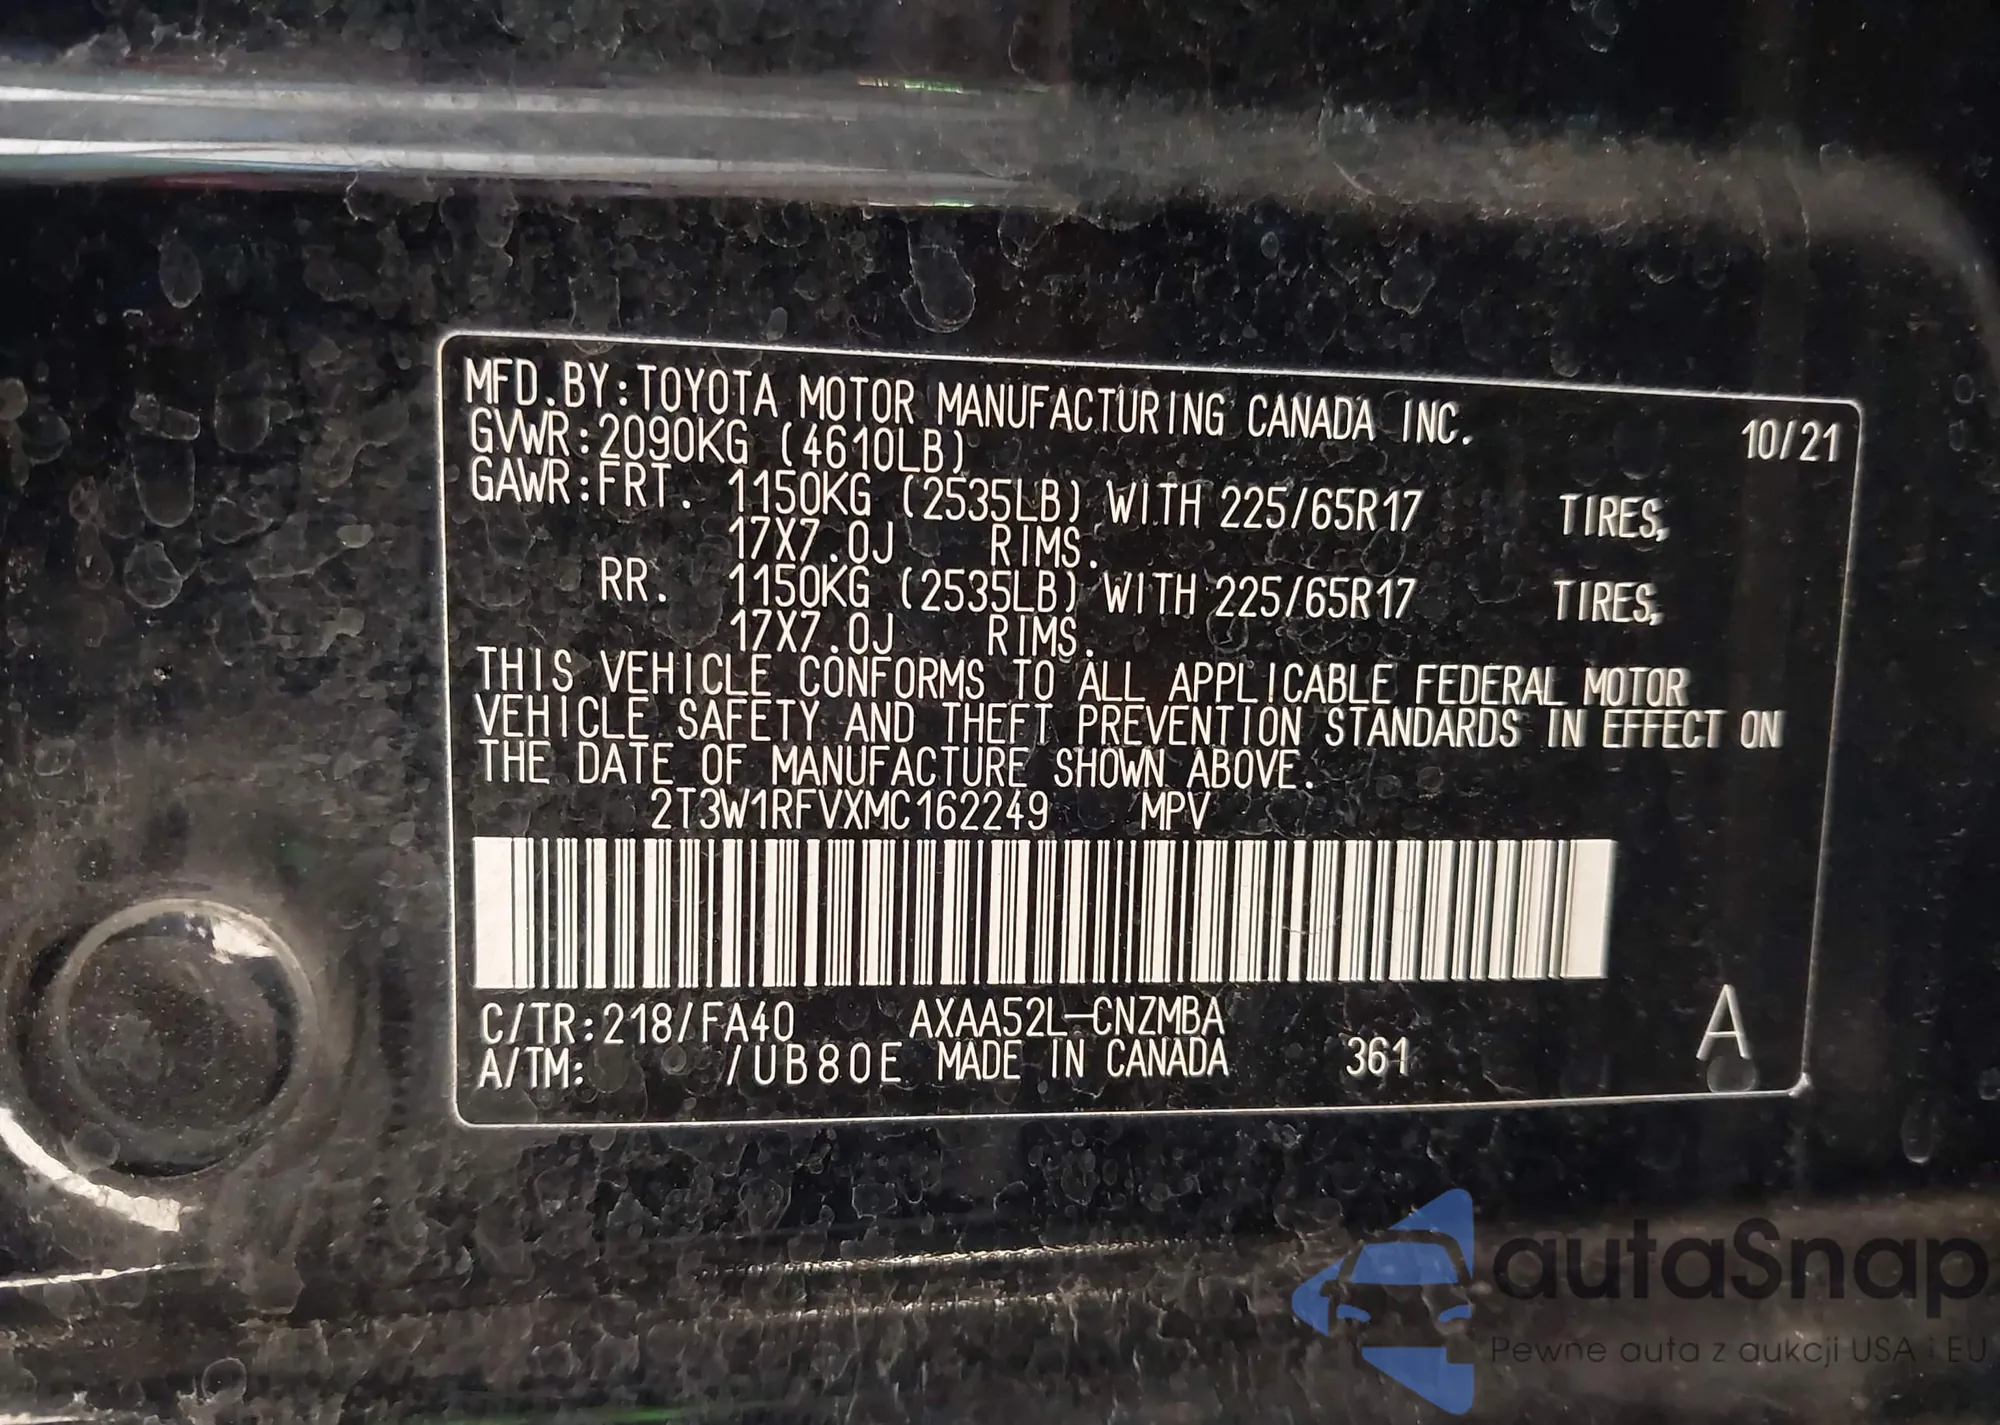 MFD.BY:TOYOTA MOTOR MANUFACTURING CANADA INC. 10/21
GVWR:2090KG (4610LB)
GAWR:FRT. 1150KG (2535LB) WITH 225/65R17 TIRES,
17X7.0J RIMS.
RR. 1150KG (2535LB) WITH 225/65R17 TIRES,
17X7.0J RIMS.
THIS VEHICLE CONFORMS TO ALL APPLICABLE FEDERAL MOTOR
VEHICLE SAFETY AND THEFT PREVENTION STANDARDS IN EFFECT ON
THE DATE OF MANUFACTURE SHOWN ABOVE.
2T3W1RFVXMC162249 MPV
C/TR:218/FA40 AXAA52L-CNZMBA A
A/TM: /UB80E MADE IN CANADA 361
autaSnap
Pewne auta z aukcji USA i EU